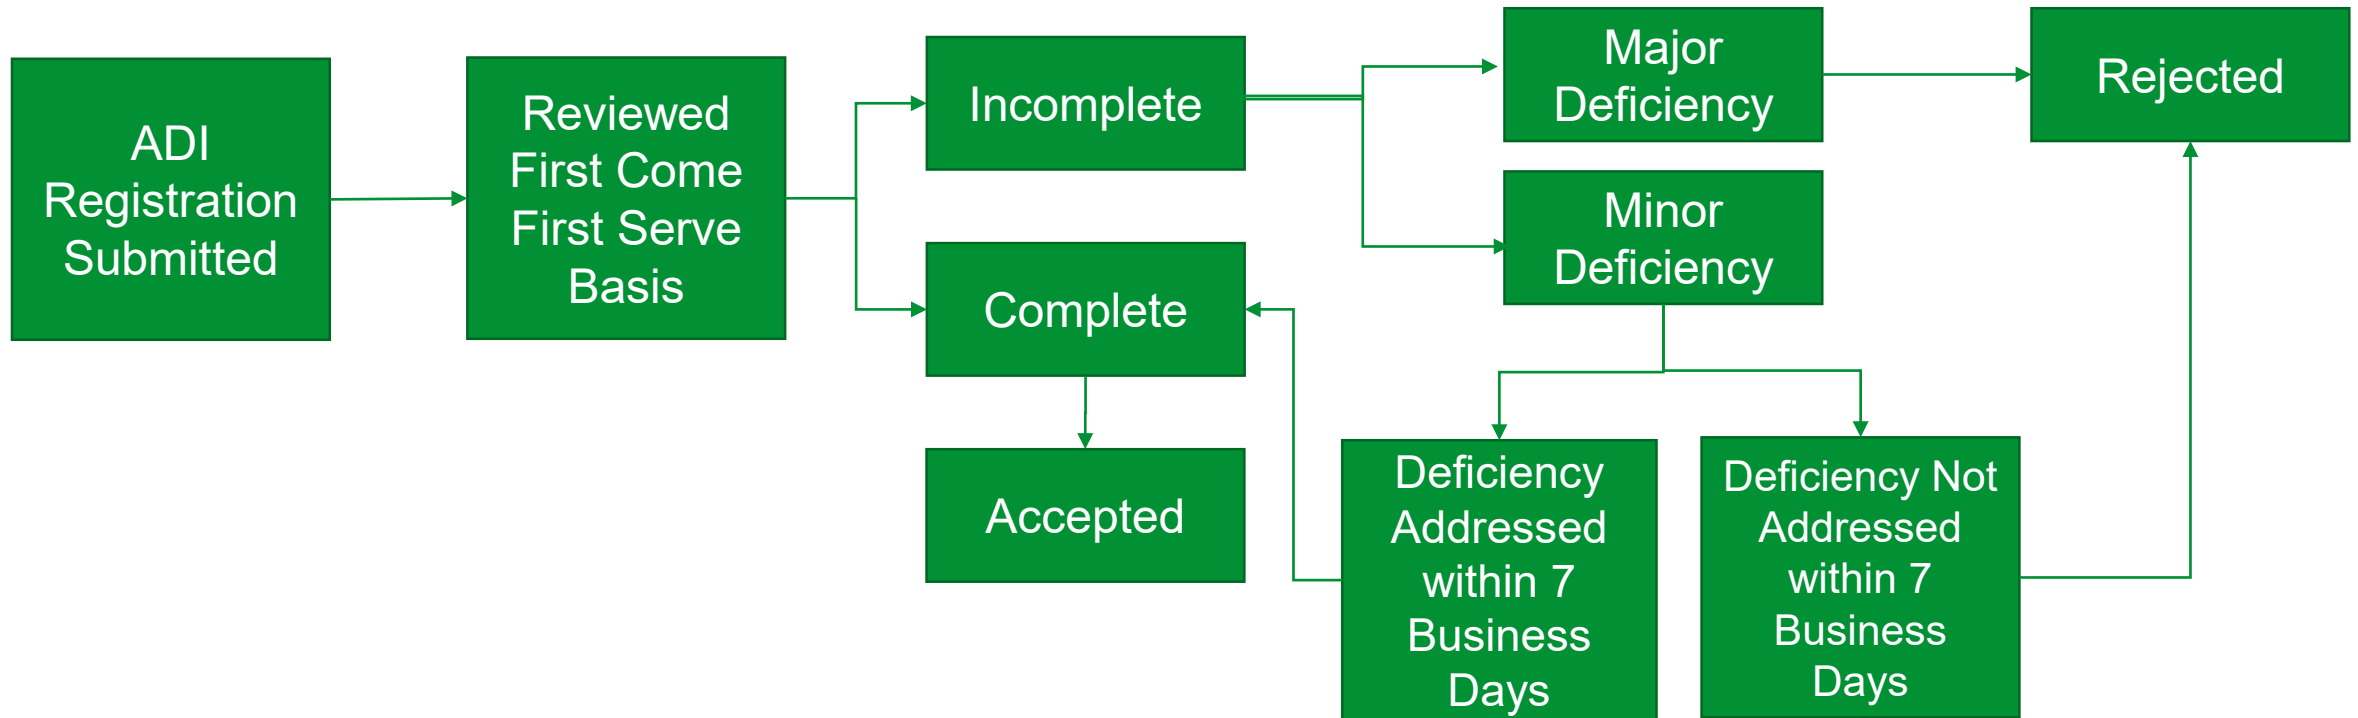 ADI
Registration
Submitted
Reviewed
First Come
First Serve
Basis
Incomplete
Complete
Accepted
Major
Deficiency
Minor
Deficiency
Rejected
Deficiency
Addressed
within 7
Business
Days
Deficiency Not
Addressed
within 7
Business
Days